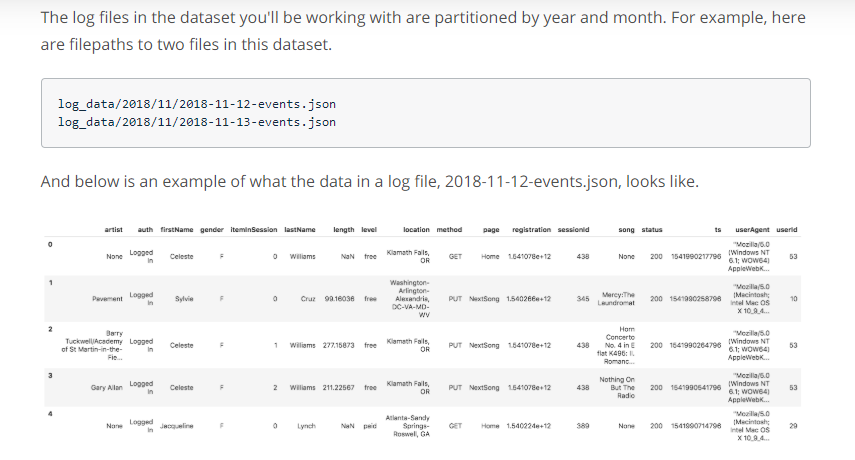 The log files in the dataset you'll be working with are partitioned by year and month. For example, here
are filepaths to two files in this dataset.
log_data/2018/11/2018-11-12-events.json
log_data/2018/11/2018-11-13-events.json
And below is an example of what the data in a log file, 2018-11-12-events.json, looks like.
artist auth firstName gender itemInSession lastName length level location method page registration sessionId song status ts userAgent userId
0 None Logged In Celeste F 0 Williams NaN free Klamath Falls, OR GET Home 1.541078e+12 438 None 200 1541990217796 "Mozilla/5.0 (Windows NT 6.1; WOW64) AppleWebK... 53
1 Pavement Logged In Sylvie F 0 Cruz 99.16036 free Washington-Arlington-Alexandria, DC-VA-MD-WV PUT NextSong 1.540266e+12 345 Mercy:The Laundromat 200 1541990258796 "Mozilla/5.0 (Macintosh; Intel Mac OS X 10_9_4... 10
2 Barry Tuckwell/Academy of St Martin-in-the-Fie... Logged In Celeste F 1 Williams 277.15873 free Klamath Falls, OR PUT NextSong 1.541078e+12 438 Horn Concerto No. 4 in E flat K495: II. Romanc... 200 1541990264796 "Mozilla/5.0 (Windows NT 6.1; WOW64) AppleWebK... 53
3 Gary Allan Logged In Celeste F 2 Williams 211.22567 free Klamath Falls, OR PUT NextSong 1.541078e+12 438 Nothing On But The Radio 200 1541990541796 "Mozilla/5.0 (Windows NT 6.1; WOW64) AppleWebK... 53
4 None Logged In Jacqueline F 0 Lynch NaN paid Atlanta-Sandy Springs-Roswell, GA GET Home 1.540224e+12 389 None 200 1541990714796 "Mozilla/5.0 (Macintosh; Intel Mac OS X 10_9_4... 29